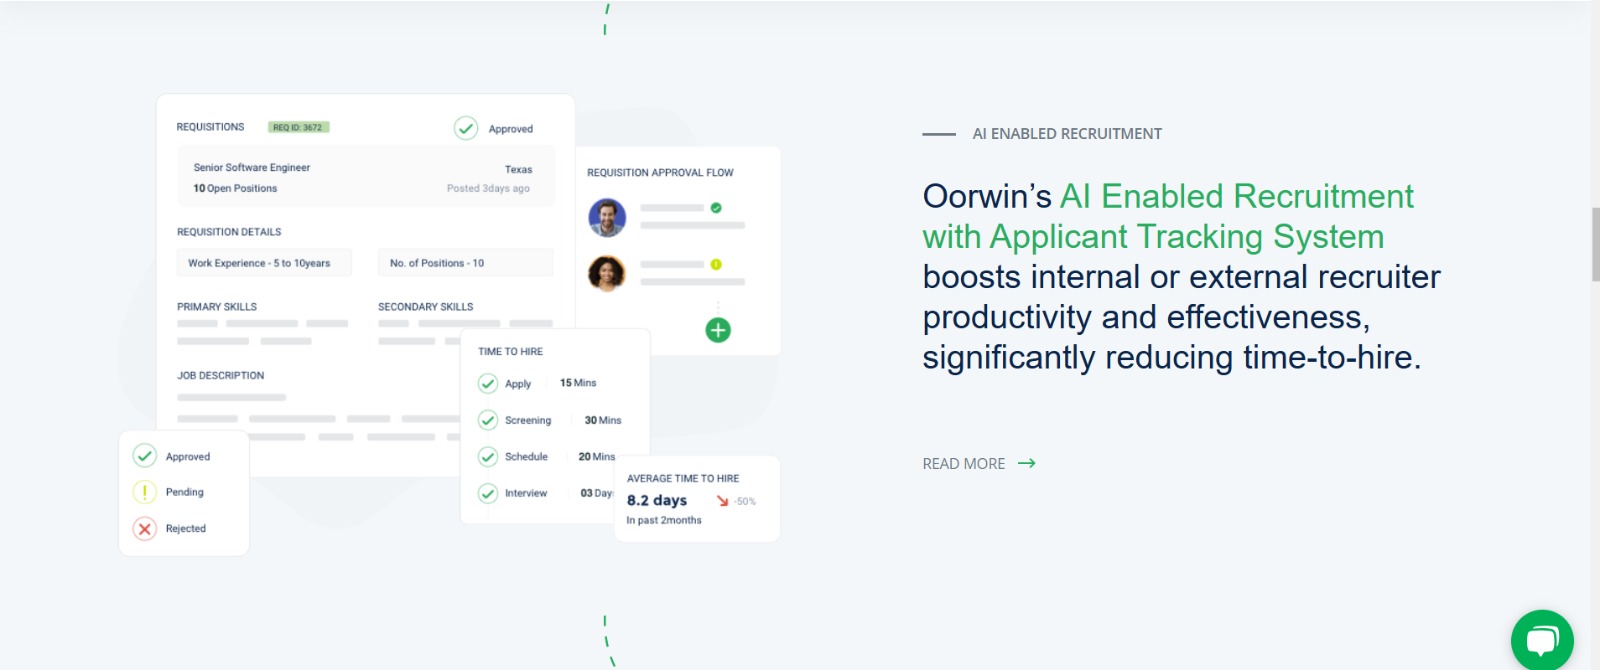 REQUISITIONS REQ ID: 3672 Approved
Senior Software Engineer Texas
10 Open Positions Posted 3days ago
REQUISITION DETAILS
Work Experience - 5 to 10years No. of Positions - 10
PRIMARY SKILLS SECONDARY SKILLS
JOB DESCRIPTION
REQUISITION APPROVAL FLOW
TIME TO HIRE
Apply 15 Mins
Screening 30 Mins
Schedule 20 Mins
Interview 03 Days
Approved
Pending
Rejected
AVERAGE TIME TO HIRE
8.2 days -50%
In past 2months
AI ENABLED RECRUITMENT
Oorwin’s AI Enabled Recruitment
with Applicant Tracking System
boosts internal or external recruiter
productivity and effectiveness,
significantly reducing time-to-hire.
READ MORE